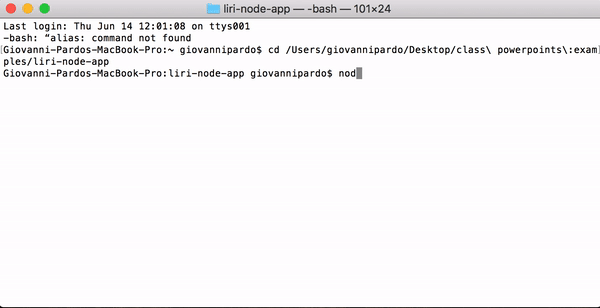 liri-node-app — -bash — 101×24
Last login: Thu Jun 14 12:01:08 on ttys001
-bash: “alias: command not found
[Giovanni-Pardos-MacBook-Pro:~ giovannipardo$ cd /Users/giovannipardo/Desktop/class\ powerpoints\:exam]
ples/liri-node-app
Giovanni-Pardos-MacBook-Pro:liri-node-app giovannipardo$ nod